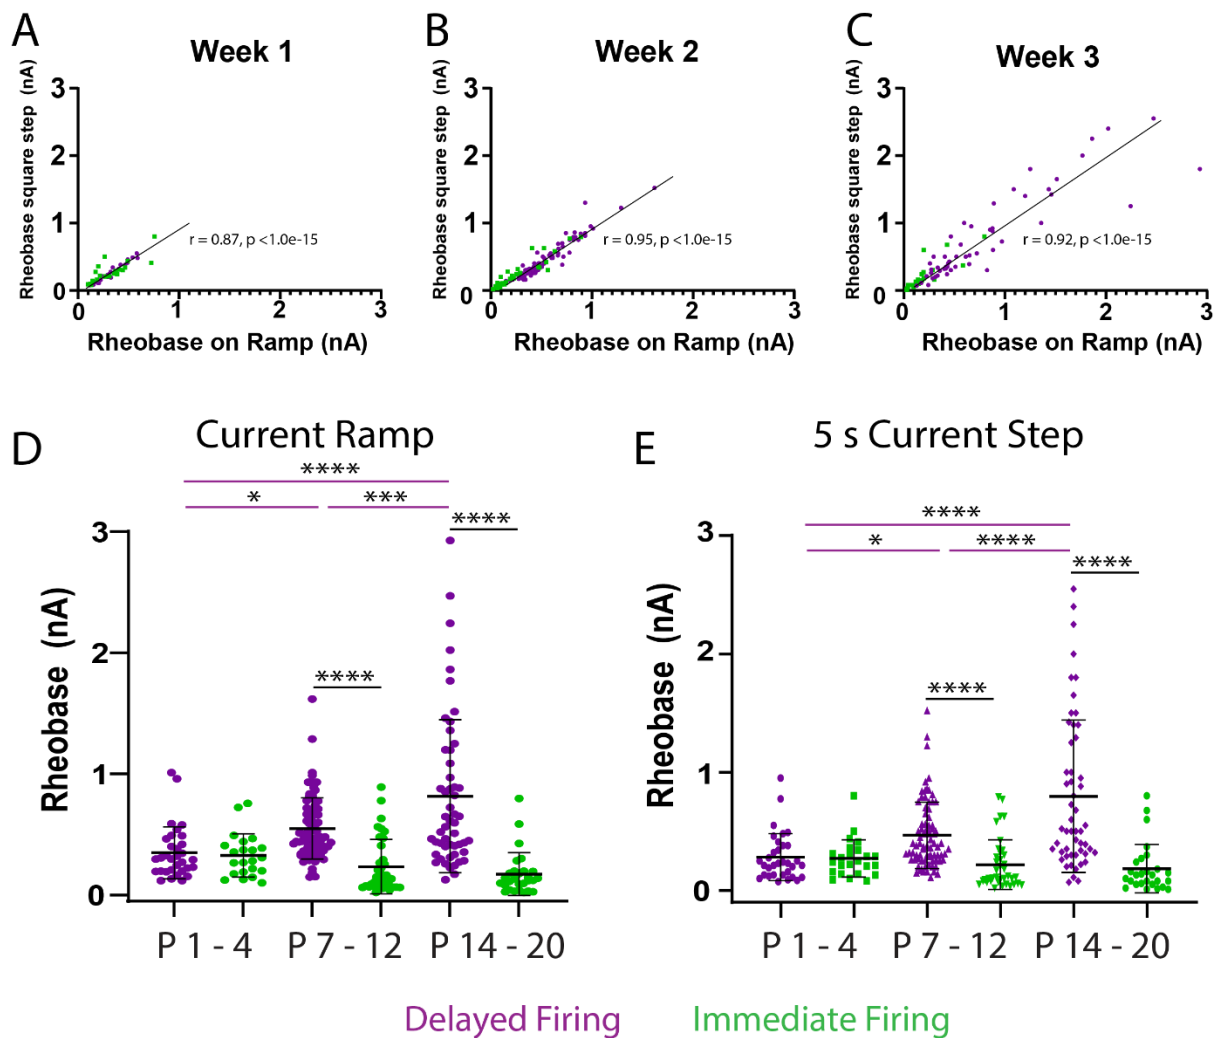 A
Week 1
Rheobase square step (nA)
3
2
1
0
0
1
2
3
r = 0.87, p <1.0e-15
Rheobase on Ramp (nA)
B
Week 2
Rheobase square step (nA)
3
2
1
0
0
1
2
3
r = 0.95, p <1.0e-15
Rheobase on Ramp (nA)
C
Week 3
Rheobase square step (nA)
3
2
1
0
0
1
2
3
r = 0.92, p <1.0e-15
Rheobase on Ramp (nA)
D
Current Ramp
****
* ***
****
****
Rheobase (nA)
3
2
1
0
P 1 - 4 P 7 - 12 P 14 - 20
E
5 s Current Step
****
* ****
****
****
Rheobase (nA)
3
2
1
0
P 1 - 4 P 7 - 12 P 14 - 20
Delayed Firing Immediate Firing